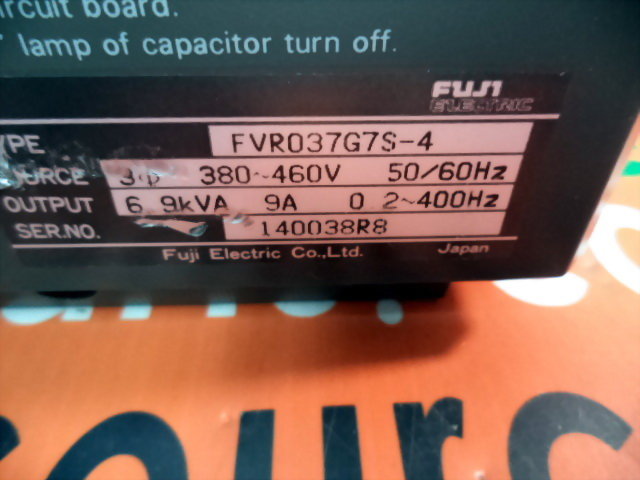 circuit board.
lamp of capacitor turn off.
FUJI
ELECTRIC
TYPE FVR037G7S-4
SOURCE 3φ 380~460V 50/60Hz
OUTPUT 6.9kVA 9A 0.2~400Hz
SER.NO. 140038R8
Fuji Electric Co.,Ltd. Japan